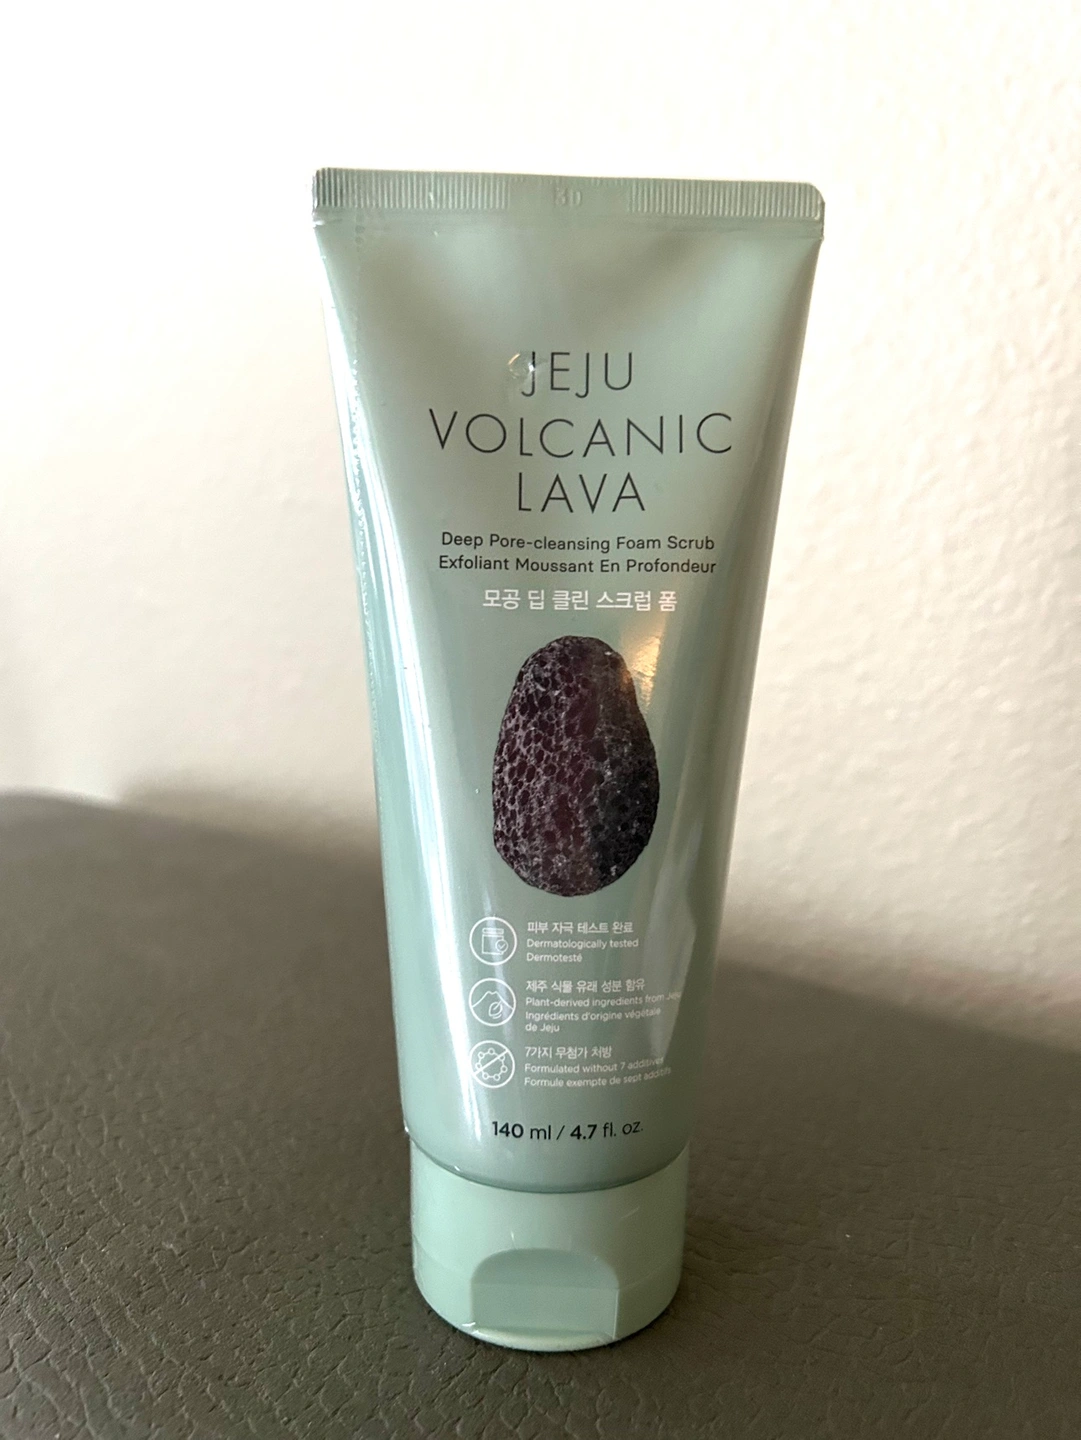 30
JEJU
VOLCANIC
LAVA
Deep Pore-cleansing Foam Scrub
Exfoliant Moussant En Profondeur
모공 딥 클린 스크럽 폼
피부 자극 테스트 완료
Dermatologically tested
Dermotesté
제주 식물 유래 성분 함유
Plant-derived ingredients from Jeju
Ingrédients d'origine végétale
de Jeju
7가지 무첨가 처방
Formulated without 7 additives
Formule exempte de sept additifs
140 ml / 4.7 fl. oz.